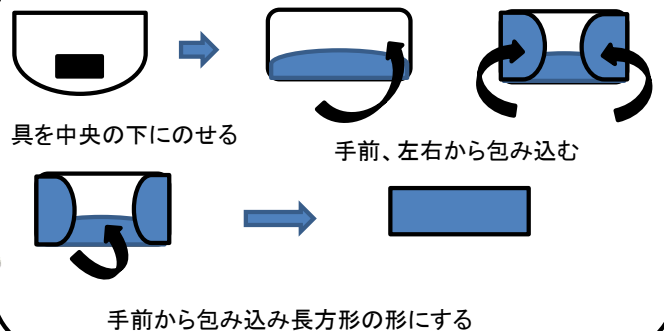 具を中央の下にのせる
手前、左右から包み込む
手前から包み込み長方形の形にする